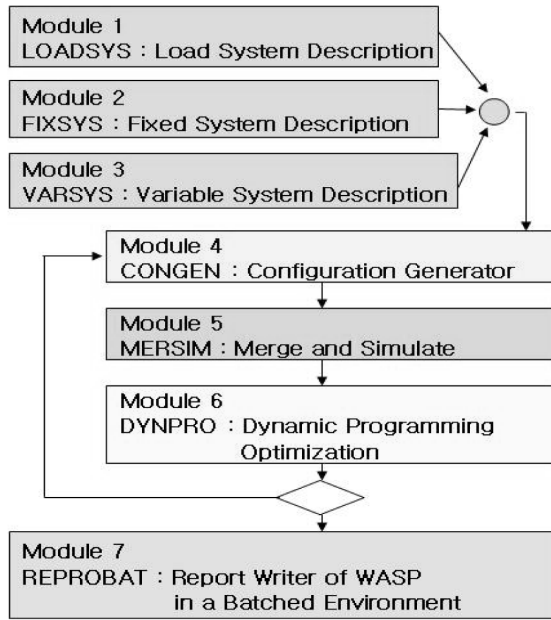 Module 1
LOADSYS : Load System Description
Module 2
FIXSYS : Fixed System Description
Module 3
VARSYS : Variable System Description
Module 4
CONGEN : Configuration Generator
Module 5
MERSIM : Merge and Simulate
Module 6
DYNPRO : Dynamic Programming
Optimization
Module 7
REPROBAT : Report Writer of WASP
in a Batched Environment